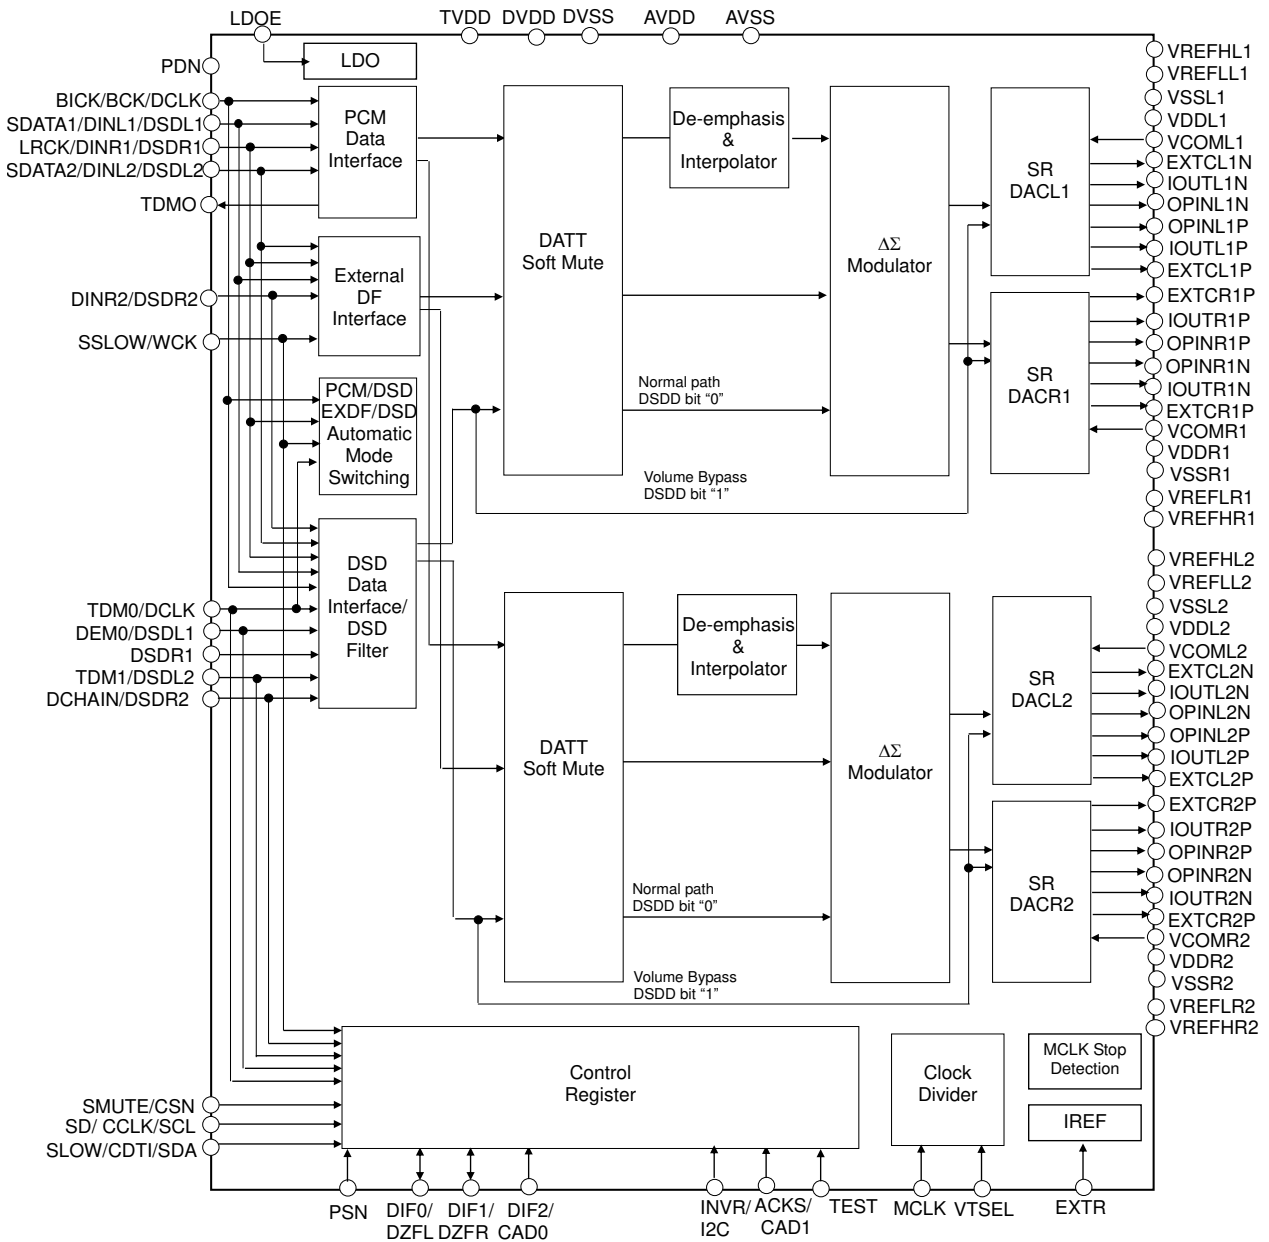 LDOE
TVDD
DVDD
DVSS
AVDD
AVSS
PDN
BICK/BCK/DCLK
SDATA1/DINL1/DSDL1
LRCK/DINR1/DSDR1
SDATA2/DINL2/DSDL2
TDMO
DINR2/DSDR2
SSLOW/WCK
TDM0/DCLK
DEM0/DSDL1
DSDR1
TDM1/DSDL2
DCHAIN/DSDR2
SMUTE/CSN
SD/ CCLK/SCL
SLOW/CDTI/SDA
LDO
PCM
Data
Interface
External
DF
Interface
PCM/DSD
EXDF/DSD
Automatic
Mode
Switching
DSD
Data
Interface/
DSD
Filter
DATT
Soft Mute
De-emphasis
&
Interpolator
ΔΣ
Modulator
Normal path
DSDD bit “0”
Volume Bypass
DSDD bit “1”
SR
DACL1
SR
DACR1
DATT
Soft Mute
De-emphasis
&
Interpolator
ΔΣ
Modulator
Normal path
DSDD bit “0”
Volume Bypass
DSDD bit “1”
SR
DACL2
SR
DACR2
VREFHL1
VREFLL1
VSSL1
VDDL1
VCOML1
EXTCL1N
IOUTL1N
OPINL1N
OPINL1P
IOUTL1P
EXTCL1P
EXTCR1P
IOUTR1P
OPINR1P
OPINR1N
IOUTR1N
EXTCR1P
VCOMR1
VDDR1
VSSR1
VREFLR1
VREFHR1
VREFHL2
VREFLL2
VSSL2
VDDL2
VCOML2
EXTCL2N
IOUTL2N
OPINL2N
OPINL2P
IOUTL2P
EXTCL2P
EXTCR2P
IOUTR2P
OPINR2P
OPINR2N
IOUTR2N
EXTCR2P
VCOMR2
VDDR2
VSSR2
VREFLR2
VREFHR2
Control
Register
Clock
Divider
MCLK Stop
Detection
IREF
PSN
DIF0/
DZFL
DIF1/
DZFR
DIF2/
CAD0
INVR/
I2C
ACKS/
CAD1
TEST
MCLK
VTSEL
EXTR